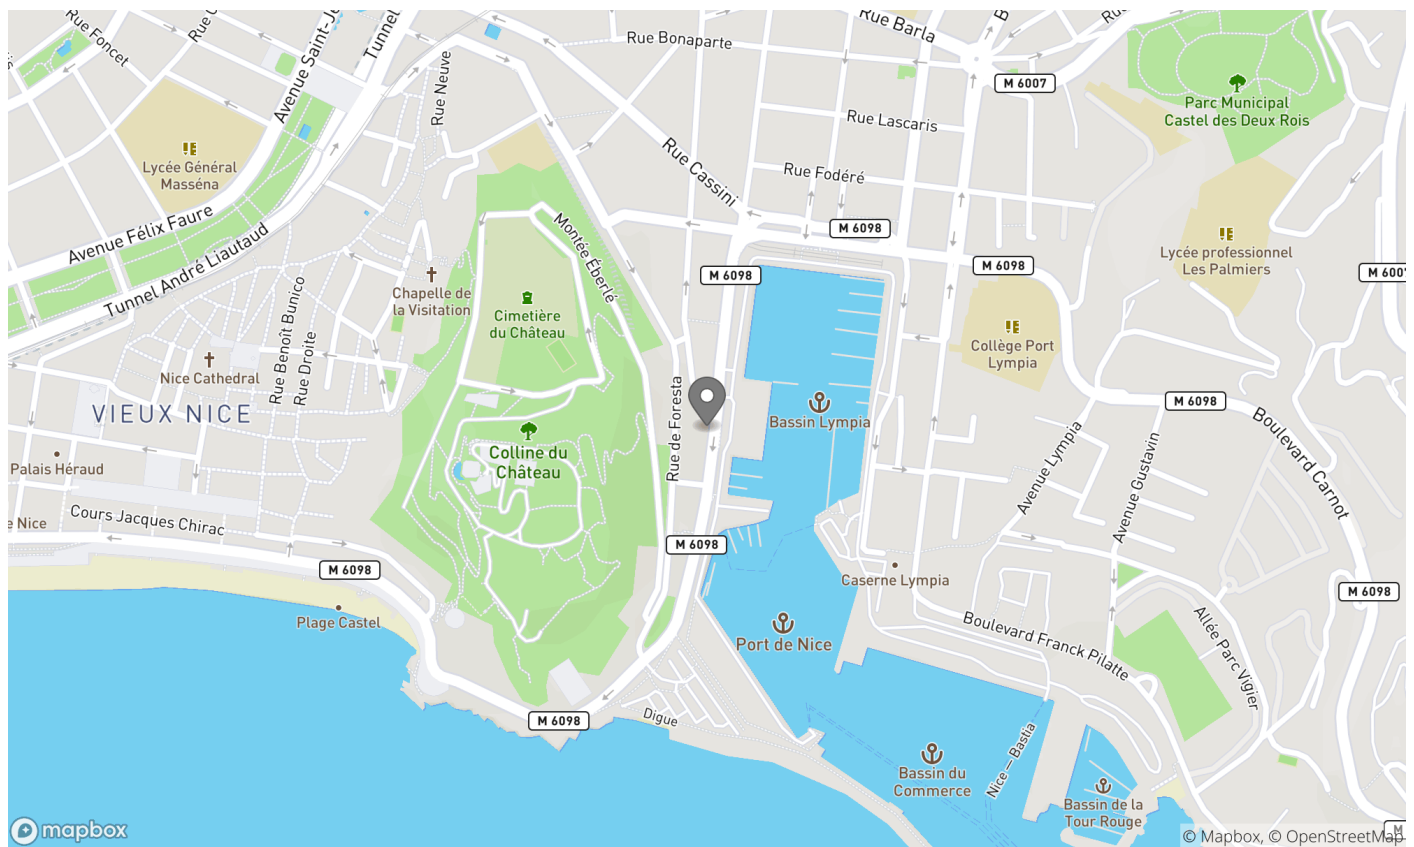 Rue Foncet
Avenue Saint-J
Tunnel
Rue Neuve
Rue Bonaparte
Rue Barla
M 6007
Parc Municipal
Castel des Deux Rois
Rue Lascaris
Rue Cassini
Rue Fodéré
Lycée Général
Masséna
Avenue Félix Faure
Tunnel André Liautaud
Montée Éberlé
M 6098
M 6098
M 6098
Lycée professionnel
Les Palmiers
M 6007
Chapelle de
la Visitation
Cimetière
du Château
Rue Benoît Bunico
Rue Droite
Nice Cathedral
VIEUX NICE
Collège Port
Lympia
M 6098
Bassin Lympia
Rue de Foresta
Colline du
Château
Palais Héraud
e Nice
Cours Jacques Chirac
Avenue Lympia
Avenue Gustavin
Boulevard Carnot
M 6098
M 6098
M 6098
Caserne Lympia
Plage Castel
Port de Nice
Boulevard Franck Pilatte
Allée Parc Vigier
M 6098
Digue
Nice — Bastia
Bassin du
Commerce
Bassin de la
Tour Rouge
mapbox
M
© Mapbox, © OpenStreetMap